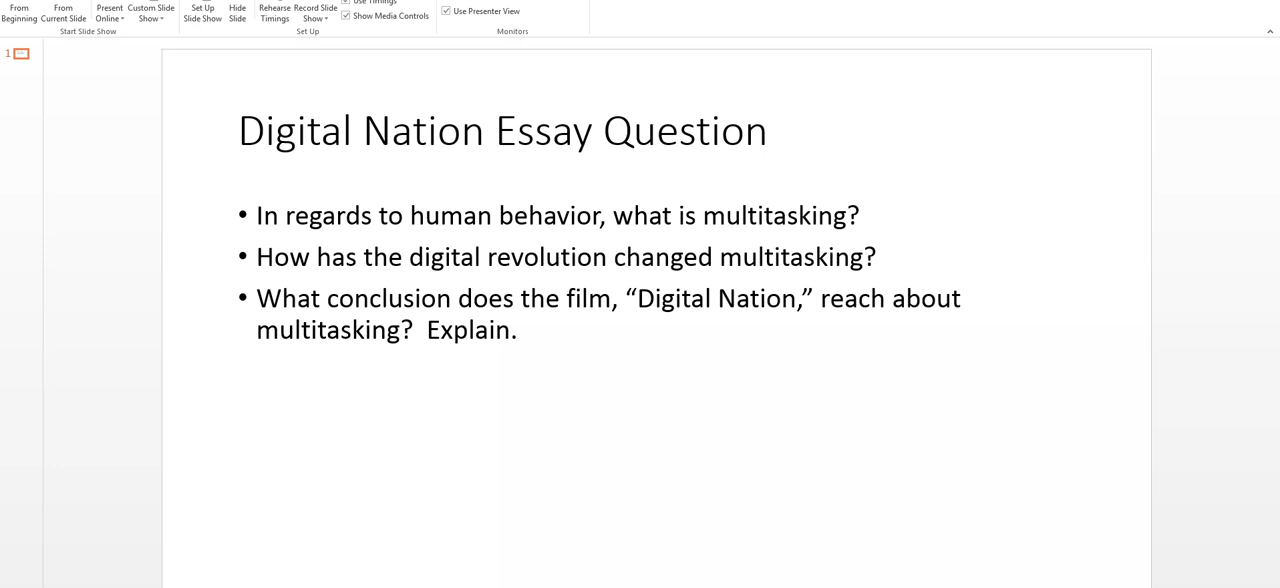 From Beginning
From Current Slide
Present Online
Custom Slide Show
Set Up Slide Show
Hide Slide
Rehearse Timings
Record Slide Show
Use Timings
Show Media Controls
Use Presenter View
Start Slide Show
Set Up
Monitors
1
Digital Nation Essay Question
• In regards to human behavior, what is multitasking?
• How has the digital revolution changed multitasking?
• What conclusion does the film, “Digital Nation,” reach about
multitasking?  Explain.